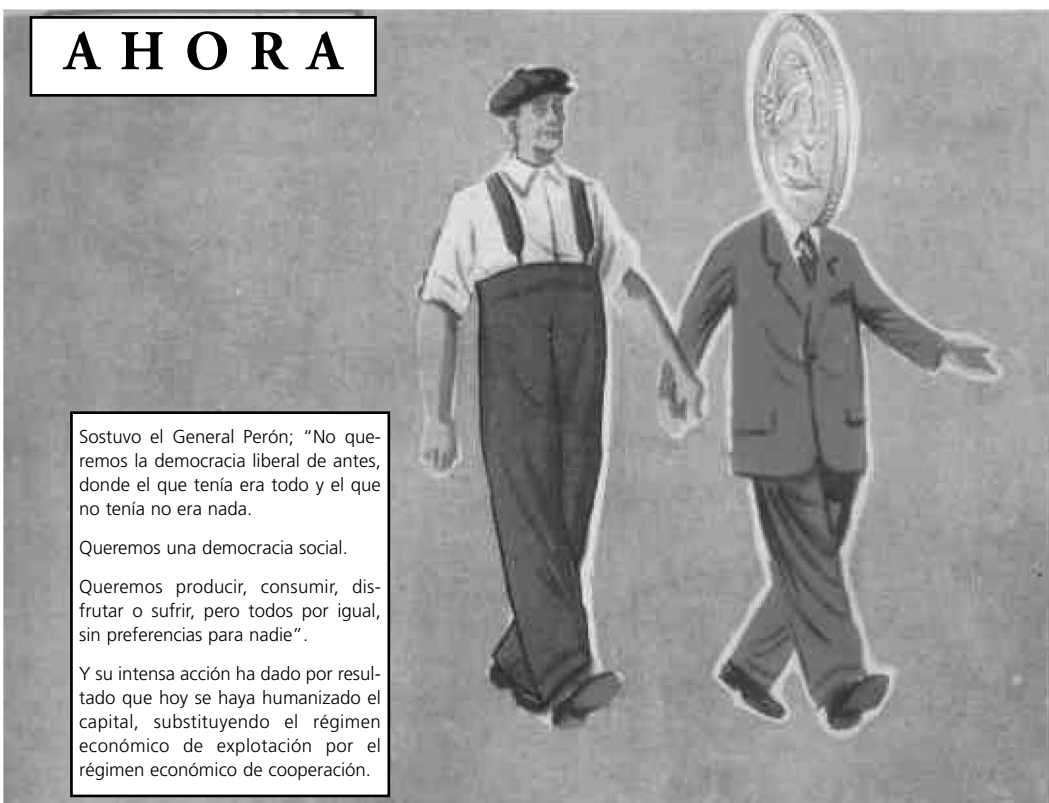 A H O R A
Sostuvo el General Perón; “No que-
remos la democracia liberal de antes,
donde el que tenía era todo y el que
no tenía no era nada.
Queremos una democracia social.
Queremos producir, consumir, dis-
frutar o sufrir, pero todos por igual,
sin preferencias para nadie”.
Y su intensa acción ha dado por resul-
tado que hoy se haya humanizado el
capital, substituyendo el régimen
económico de explotación por el
régimen económico de cooperación.